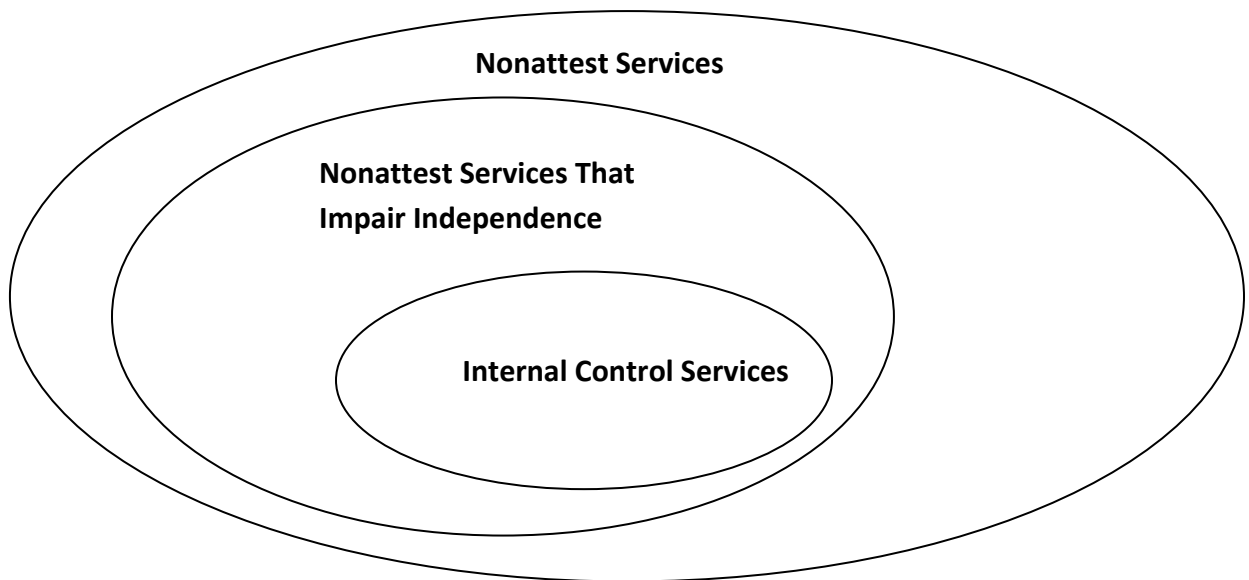 Nonattest Services
Nonattest Services That
Impair Independence
Internal Control Services